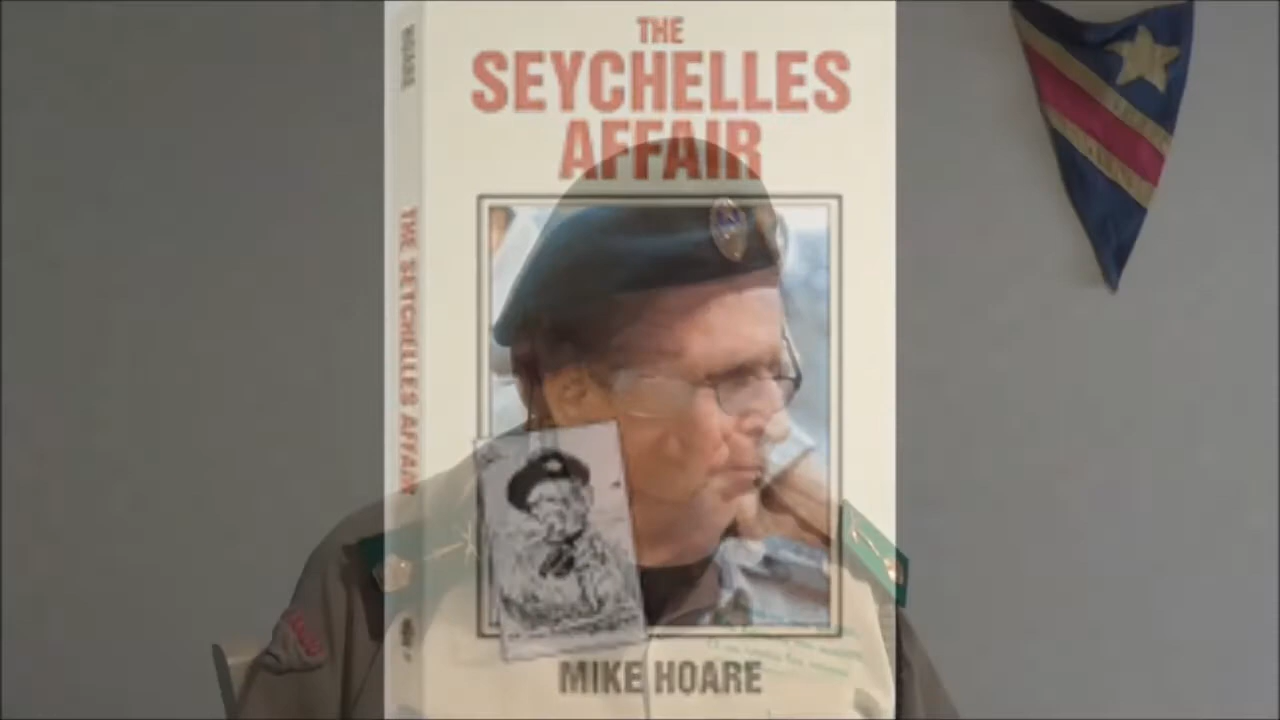 THE
SEYCHELLES
AFFAIR
MIKE HOARE
HOARE
THE SEYCHELLES AFFAIR